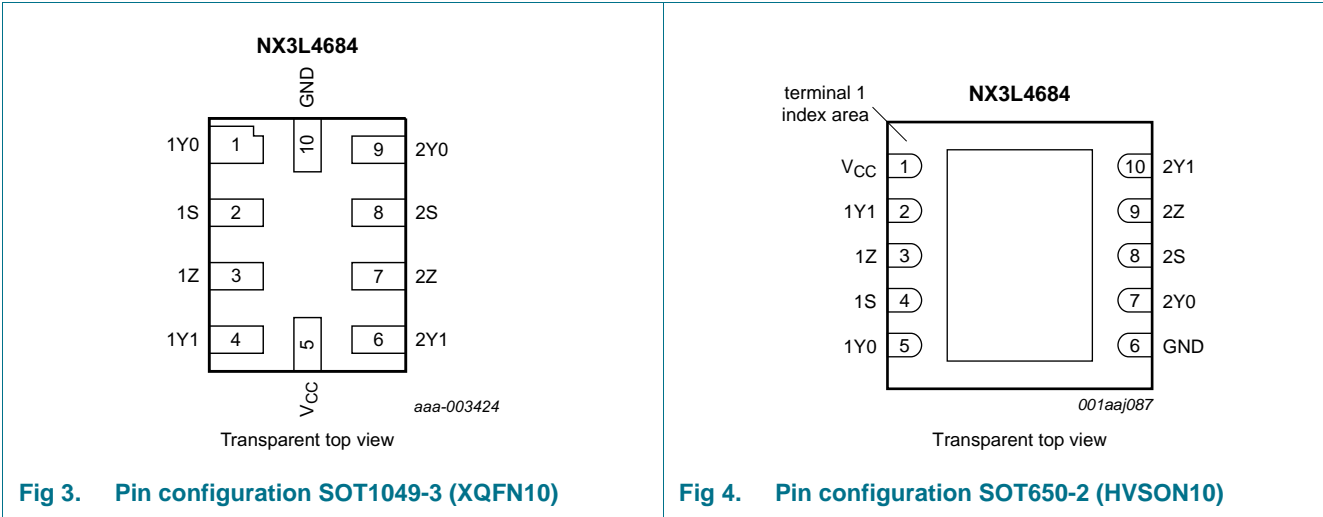 NX3L4684
GND
1Y0 1 10 9 2Y0
1S 2 8 2S
1Z 3 7 2Z
1Y1 4 5 6 2Y1
VCC
aaa-003424
Transparent top view
Fig 3. Pin configuration SOT1049-3 (XQFN10)
terminal 1
index area
NX3L4684
VCC 1 10 2Y1
1Y1 2 9 2Z
1Z 3 8 2S
1S 4 7 2Y0
1Y0 5 6 GND
001aaj087
Transparent top view
Fig 4. Pin configuration SOT650-2 (HVSON10)